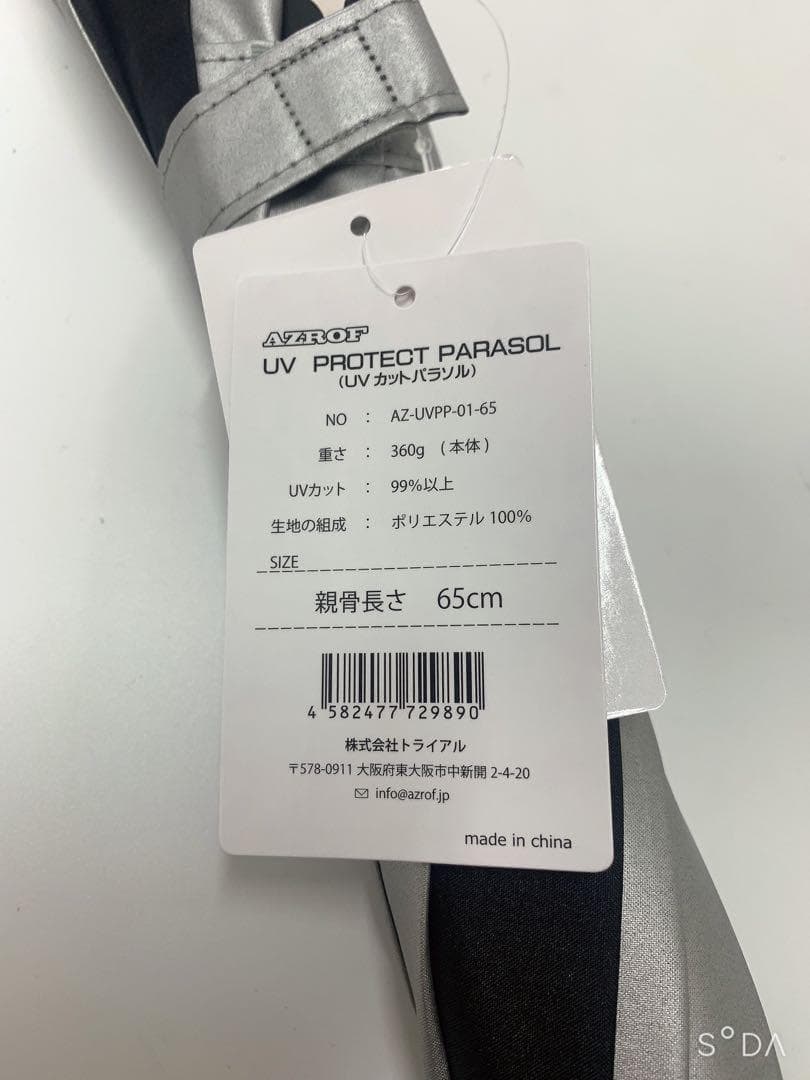 AZROF
UV PROTECT PARASOL
(UVカットパラソル)
NO : AZ-UVPP-01-65
重さ : 360g (本体)
UVカット : 99%以上
生地の組成 : ポリエステル 100%
SIZE
親骨長さ 65cm
4 582477 729890
株式会社トライアル
〒578-0911 大阪府東大阪市中新開 2-4-20
info@azrof.jp
made in china
SODA